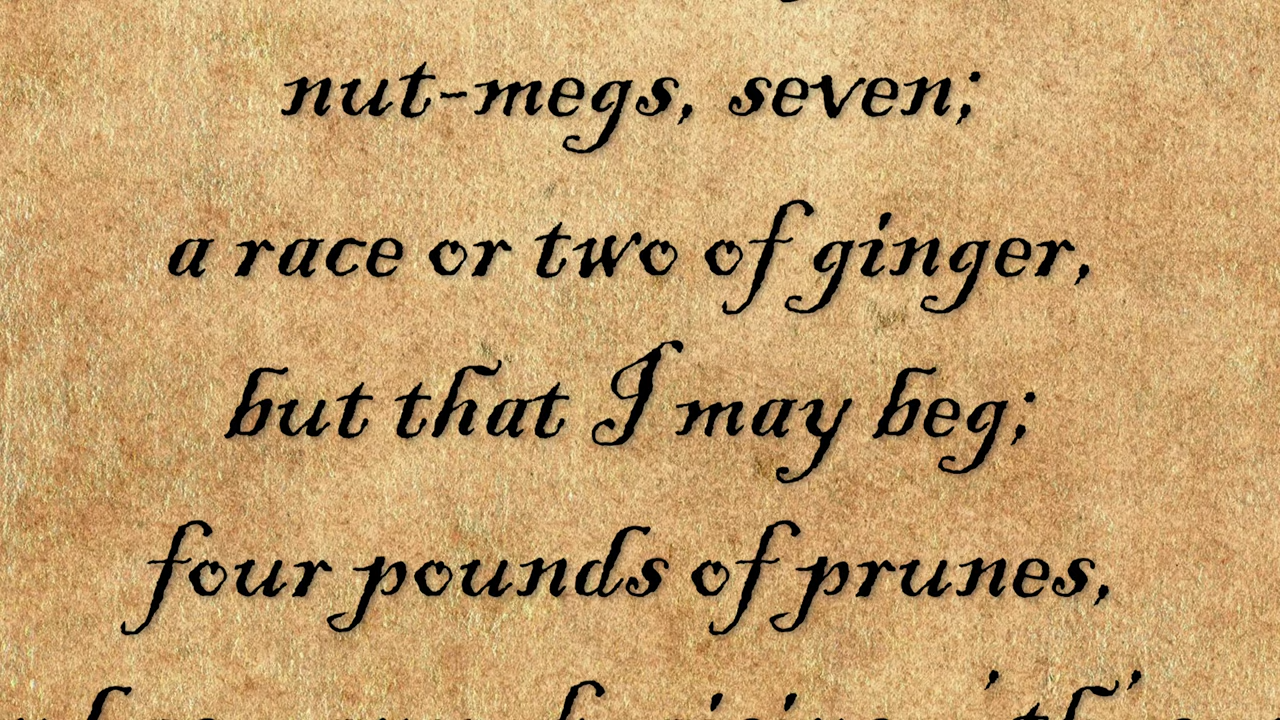 nut-megs, seven;
a race or two of ginger,
but that I may beg;
four pounds of prunes,